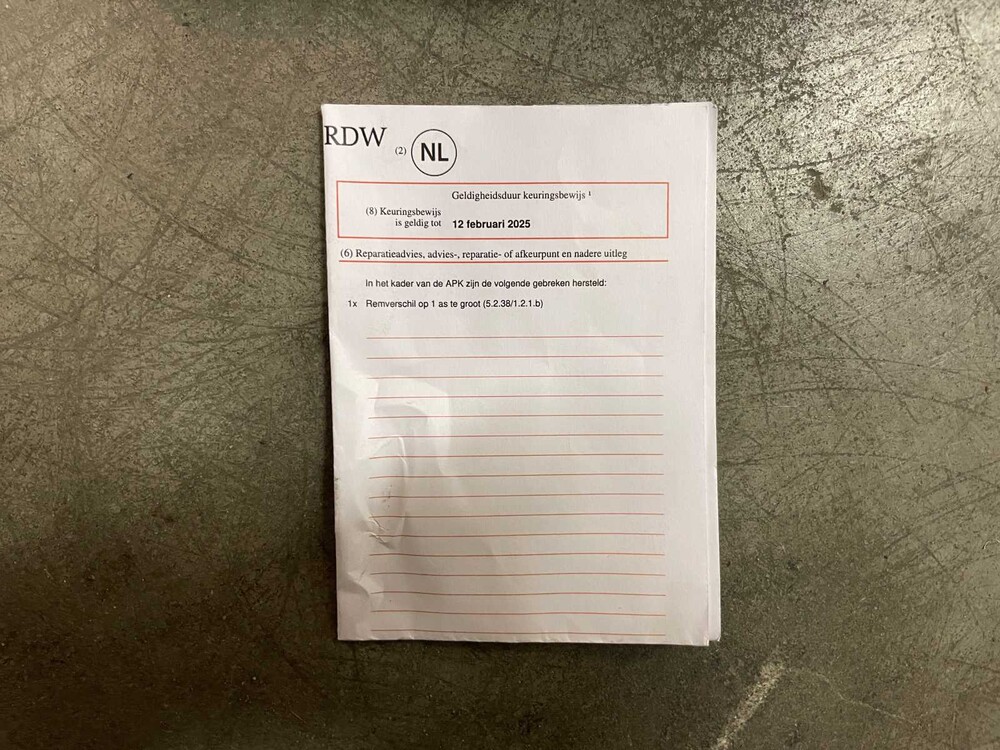 RDW (2) NL
Geldigheidsduur keuringsbewijs ¹
(8) Keuringsbewijs
is geldig tot 12 februari 2025
(6) Reparatieadvies, advies-, reparatie- of afkeurpunt en nadere uitleg
In het kader van de APK zijn de volgende gebreken hersteld:
1x Remverschil op 1 as te groot (5.2.38/1.2.1.b)